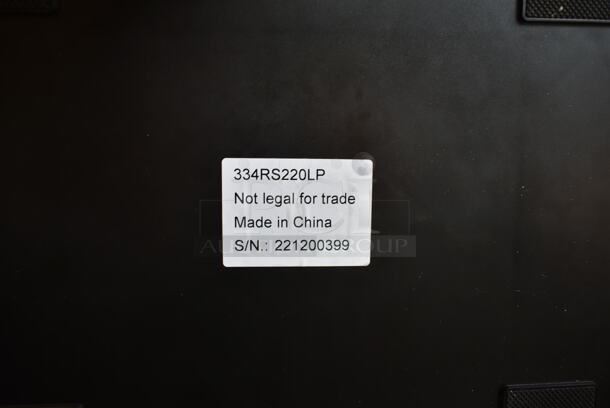 334RS220LP
Not legal for trade
Made in China
S/N.: 221200399